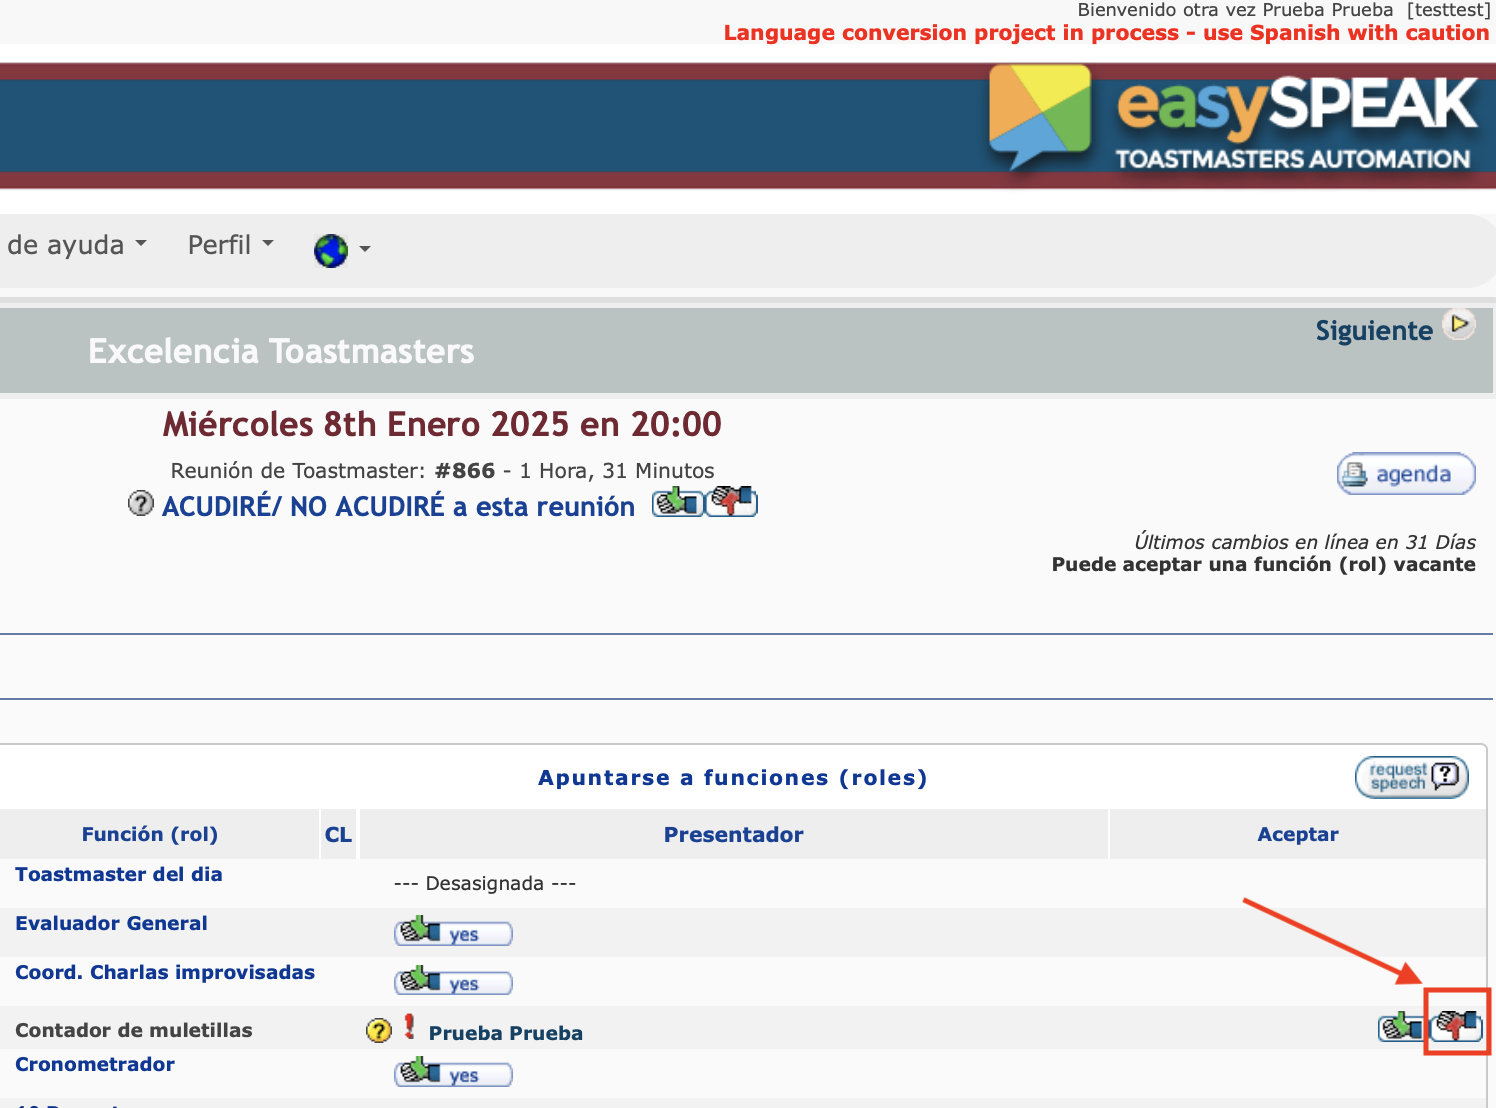 Bienvenido otra vez Prueba Prueba [testtest]
Language conversion project in process - use Spanish with caution
easySPEAK
TOASTMASTERS AUTOMATION
de ayuda
Perfil
Siguiente
Excelencia Toastmasters
Miércoles 8th Enero 2025 en 20:00
Reunión de Toastmaster: #866 - 1 Hora, 31 Minutos
agenda
? ACUDIRÉ/ NO ACUDIRÉ a esta reunión
Últimos cambios en línea en 31 Días
Puede aceptar una función (rol) vacante
Apuntarse a funciones (roles)
request speech ?
Función (rol) CL Presentador Aceptar
Toastmaster del dia --- Desasignada ---
Evaluador General yes
Coord. Charlas improvisadas yes
Contador de muletillas ? ! Prueba Prueba
Cronometrador yes